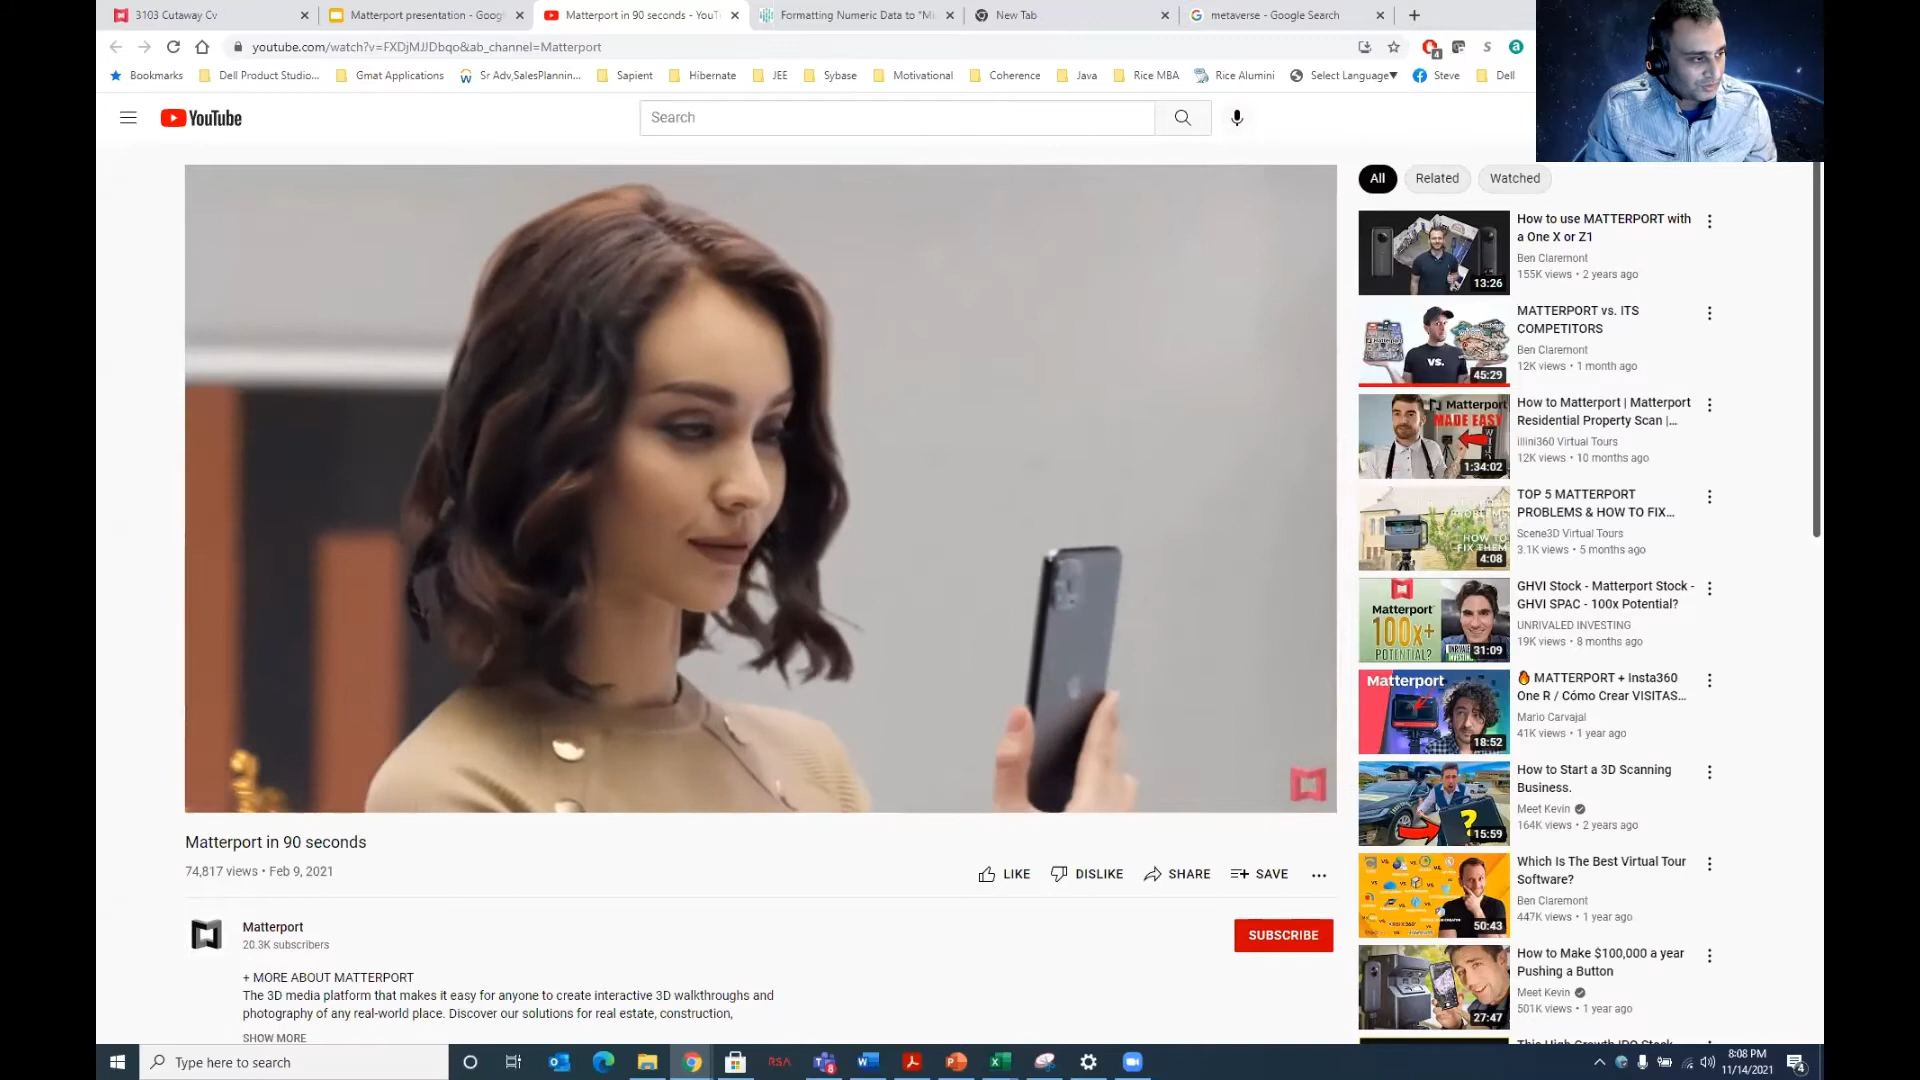 3103 Cutaway Cv
Matterport presentation - Goog
Matterport in 90 seconds - YouT
Formatting Numeric Data to "Mi
New Tab
metaverse - Google Search
youtube.com/watch?v=FXDjMJJDbqo&ab_channel=Matterport
Bookmarks
Dell Product Studio...
Gmat Applications
Sr Adv,SalesPlannin...
Sapient
Hibernate
JEE
Sybase
Motivational
Coherence
Java
Rice MBA
Rice Alumini
Select Language▼
Steve
Dell
YouTube
Search
All
Related
Watched
How to use MATTERPORT with
a One X or Z1
Ben Claremont
155K views • 2 years ago
13:26
MATTERPORT vs. ITS
COMPETITORS
Ben Claremont
12K views • 1 month ago
VS.
45:29
How to Matterport | Matterport
Residential Property Scan |...
illini360 Virtual Tours
12K views • 10 months ago
Matterport
MADE EASY
1:34:02
TOP 5 MATTERPORT
PROBLEMS & HOW TO FIX...
Scene3D Virtual Tours
3.1K views • 5 months ago
PROBLEMS
HOW TO
FIX THEM
4:08
GHVI Stock - Matterport Stock -
GHVI SPAC - 100x Potential?
UNRIVALED INVESTING
19K views • 8 months ago
Matterport
100x+
POTENTIAL?
31:09
🔥 MATTERPORT + Insta360
One R / Cómo Crear VISITAS...
Mario Carvajal
41K views • 1 year ago
Matterport
18:52
How to Start a 3D Scanning
Business.
Meet Kevin
164K views • 2 years ago
?
15:59
Which Is The Best Virtual Tour
Software?
Ben Claremont
447K views • 1 year ago
50:43
How to Make $100,000 a year
Pushing a Button
Meet Kevin
501K views • 1 year ago
27:47
This High Growth IPO Stock
Matterport in 90 seconds
74,817 views • Feb 9, 2021
LIKE
DISLIKE
SHARE
SAVE
Matterport
20.3K subscribers
SUBSCRIBE
+ MORE ABOUT MATTERPORT
The 3D media platform that makes it easy for anyone to create interactive 3D walkthroughs and
photography of any real-world place. Discover our solutions for real estate, construction,
SHOW MORE
Type here to search
RSA
8:08 PM
11/14/2021